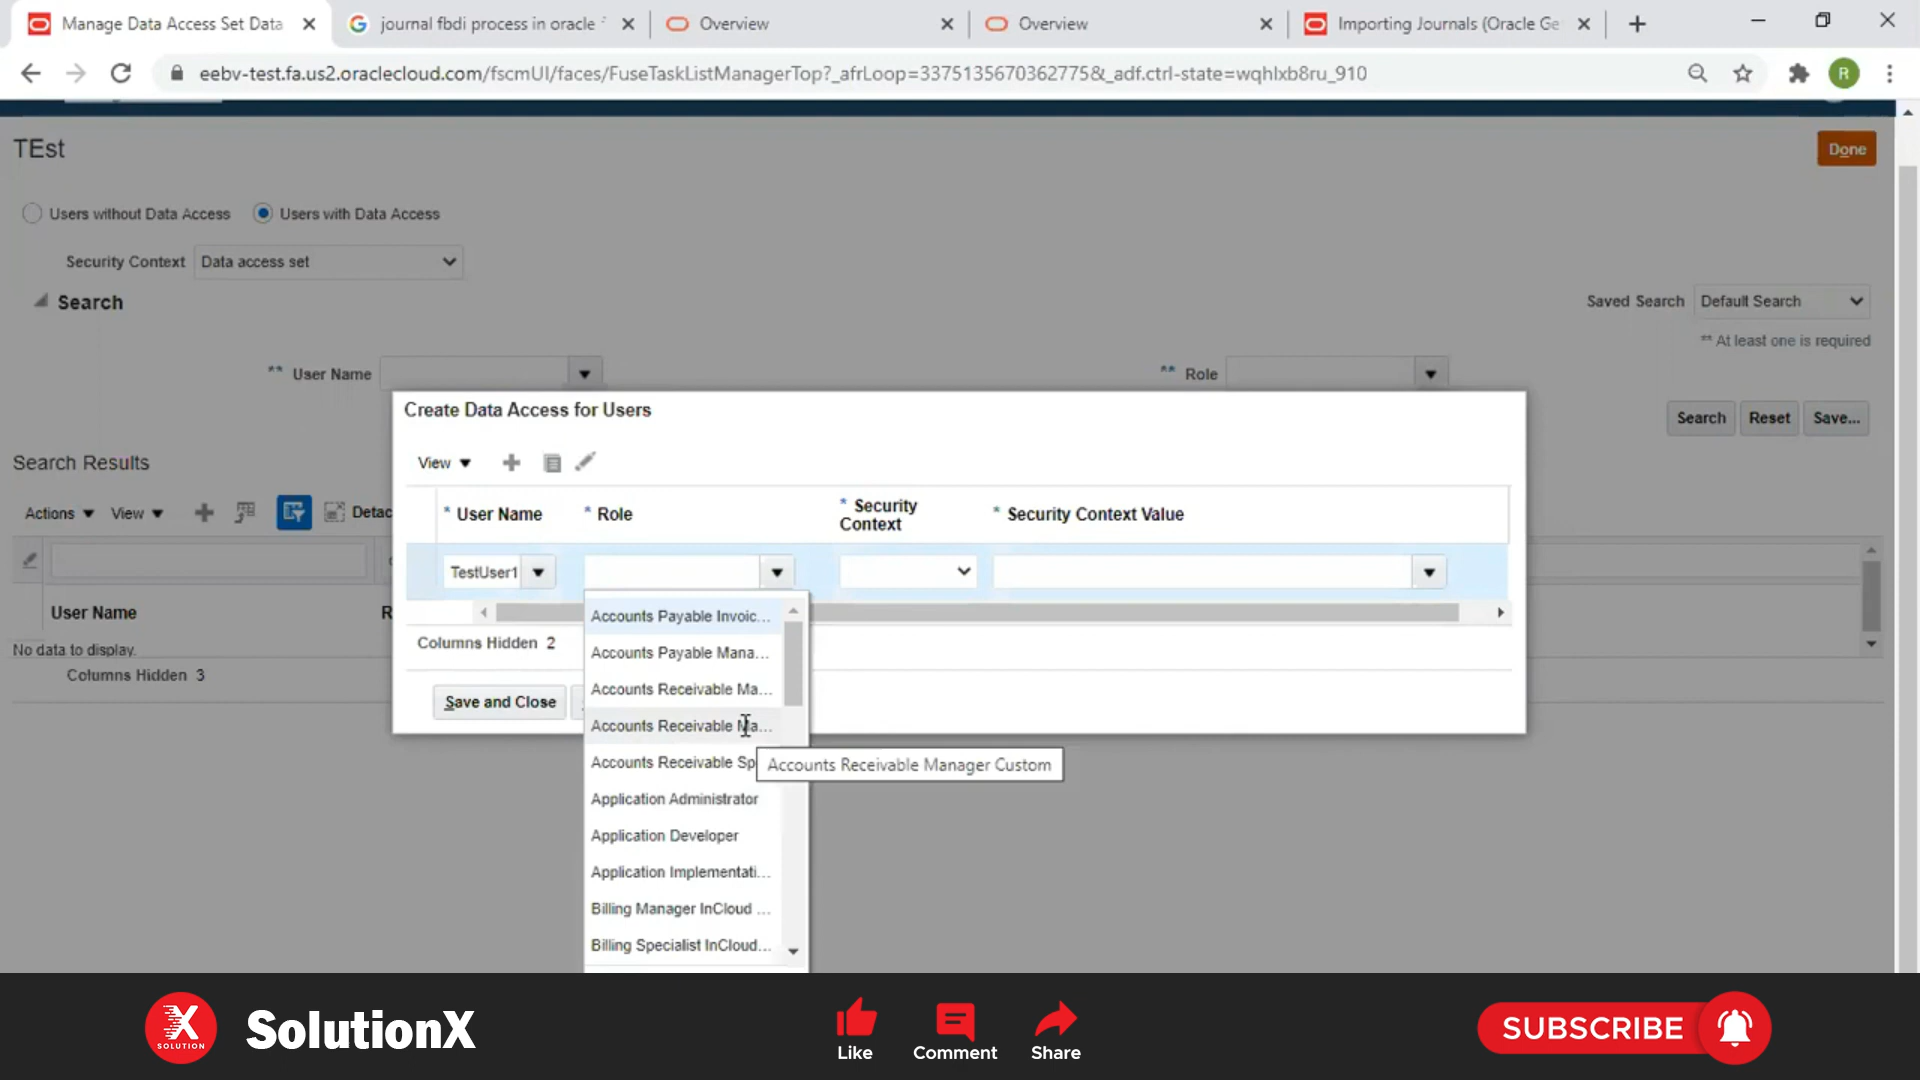 Manage Data Access Set Data
journal fbdi process in oracle
Overview
Overview
Importing Journals (Oracle Ge
eebv-test.fa.us2.oraclecloud.com/fscmUI/faces/FuseTaskListManagerTop?_afrLoop=3375135670362775&_adf.ctrl-state=wqhlxb8ru_910
R
TEst
Done
Users without Data Access
Users with Data Access
Security Context
Data access set
Search
Saved Search
Default Search
** At least one is required
** User Name
** Role
Create Data Access for Users
Search
Reset
Save...
Search Results
View
Actions
View
Detac
* User Name
* Role
* Security Context
* Security Context Value
TestUser1
User Name
R
Accounts Payable Invoic...
Columns Hidden 2
Accounts Payable Mana...
No data to display.
Columns Hidden 3
Accounts Receivable Ma...
Save and Close
Accounts Receivable Ma...
Accounts Receivable Sp
Accounts Receivable Manager Custom
Application Administrator
Application Developer
Application Implementati...
Billing Manager InCloud ...
Billing Specialist InCloud...
X
SOLUTION
SolutionX
Like
Comment
Share
SUBSCRIBE